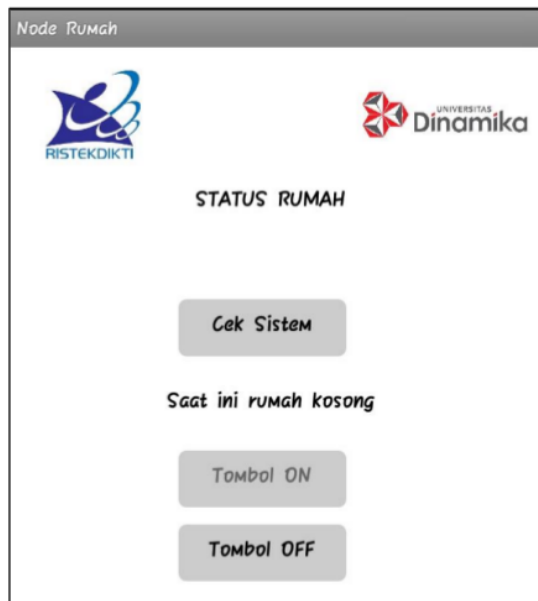 Node Rumah
RISTEKDIKTI
UNIVERSITAS
Dinamika
STATUS RUMAH
Cek Sistem
Saat ini rumah kosong
Tombol ON
Tombol OFF